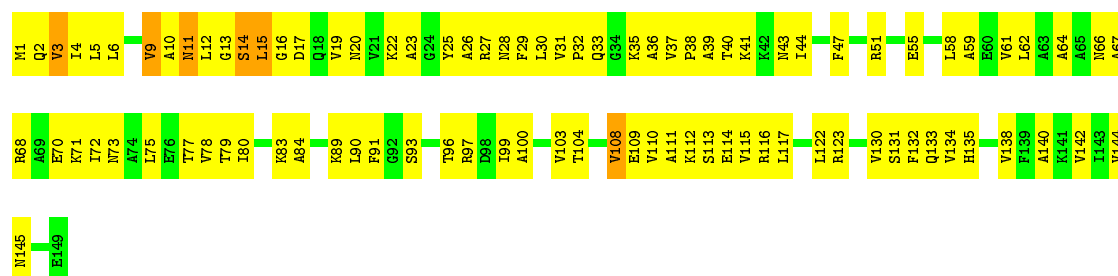 M1 Q2 V3 I4 L5 L6 V9 A10 N11 L12 G13 S14 L15 G16 D17 Q18 V19 N20 V21 K22 A23 G24 Y25 A26 R27 N28 F29 L30 V31 P32 Q33 G34 K35 A36 V37 P38 A39 T40 K41 K42 N43 I44 F47 R51 E55 L58 A59 E60 V61 L62 A63 A64 A65 N66 A67
R68 A69 E70 K71 I72 N73 A74 L75 E76 T77 V78 T79 I80 K83 A84 K89 L90 F91 G92 S93 T96 R97 D98 I99 A100 V103 T104 V108 E109 V110 A111 K112 S113 E114 V115 R116 L117 L122 R123 V130 S131 F132 Q133 V134 H135 V138 F139 A140 K141 V142 I143 V144
N145 E149